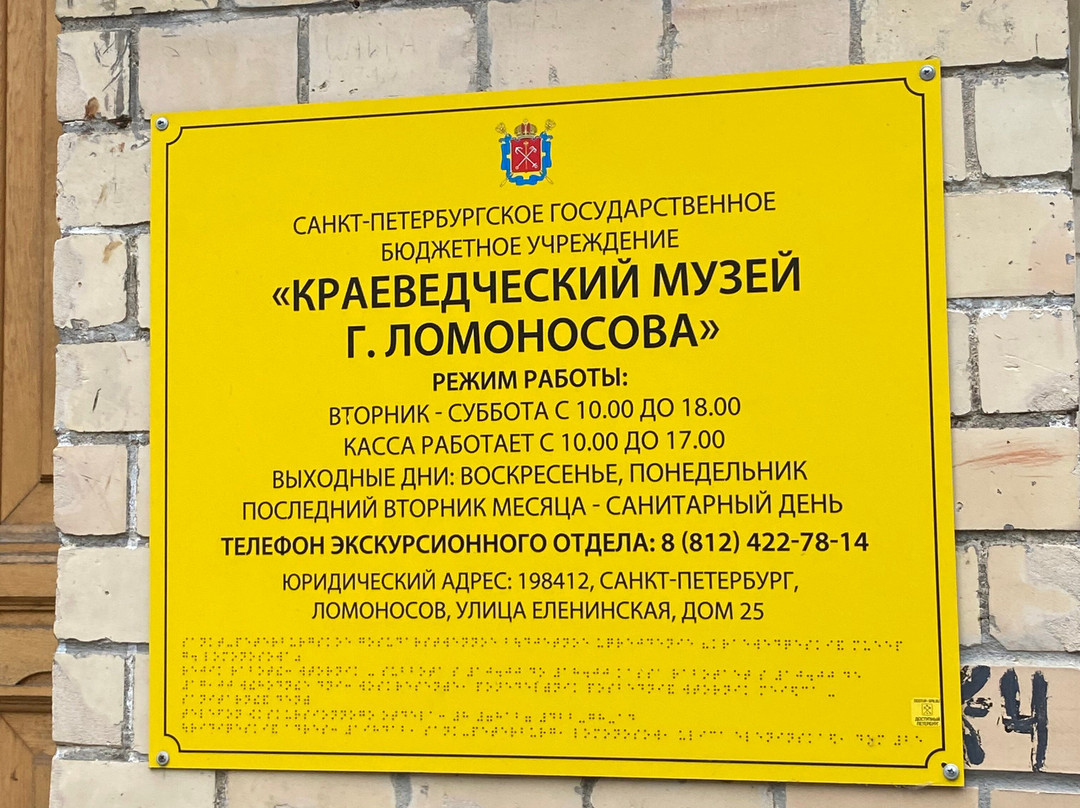 САНКТ-ПЕТЕРБУРГСКОЕ ГОСУДАРСТВЕННОЕ
БЮДЖЕТНОЕ УЧРЕЖДЕНИЕ
«КРАЕВЕДЧЕСКИЙ МУЗЕЙ
Г. ЛОМОНОСОВА»
РЕЖИМ РАБОТЫ:
ВТОРНИК - СУББОТА С 10.00 ДО 18.00
КАССА РАБОТАЕТ С 10.00 ДО 17.00
ВЫХОДНЫЕ ДНИ: ВОСКРЕСЕНЬЕ, ПОНЕДЕЛЬНИК
ПОСЛЕДНИЙ ВТОРНИК МЕСЯЦА - САНИТАРНЫЙ ДЕНЬ
ТЕЛЕФОН ЭКСКУРСИОННОГО ОТДЕЛА: 8 (812) 422-78-14
ЮРИДИЧЕСКИЙ АДРЕС: 198412, САНКТ-ПЕТЕРБУРГ,
ЛОМОНОСОВ, УЛИЦА ЕЛЕНИНСКАЯ, ДОМ 25
ДОСТУПНЫЙ
ПЕТЕРБУРГ